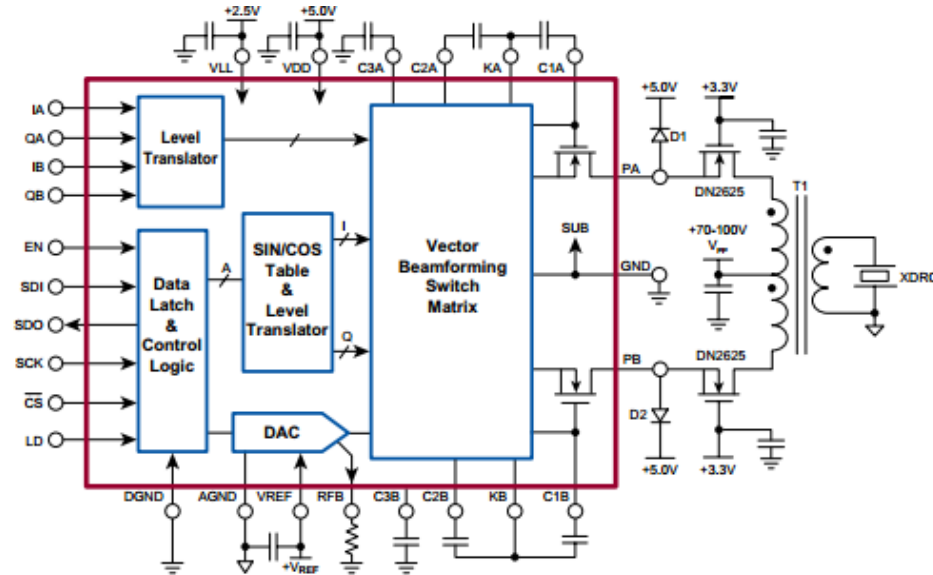 +2.5V
+5.0V
VLL
VDD
C3A
C2A
KA
C1A
IA
QA
IB
QB
Level
Translator
+5.0V
+3.3V
D1
PA
DN2625
T1
EN
SDI
SDO
SCK
CS
LD
Data
Latch
&
Control
Logic
A
SIN/COS
Table
&
Level
Translator
I
Q
Vector
Beamforming
Switch
Matrix
SUB
GND
+70-100V
VPP
XDR0
PB
DN2625
D2
+5.0V
+3.3V
DAC
DGND
AGND
VREF
RFB
C3B
C2B
KB
C1B
+VREF